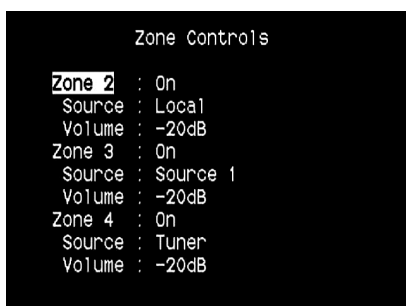 Zone Controls
Zone 2 : On
Source : Local
Volume : -20dB
Zone 3 : On
Source : Source 1
Volume : -20dB
Zone 4 : On
Source : Tuner
Volume : -20dB